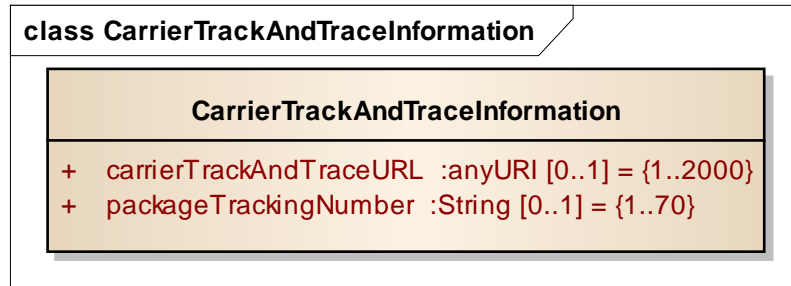 class CarrierTrackAndTraceInformation
CarrierTrackAndTraceInformation
+ carrierTrackAndTraceURL :anyURI [0..1] = {1..2000}
+ packageTrackingNumber :String [0..1] = {1..70}